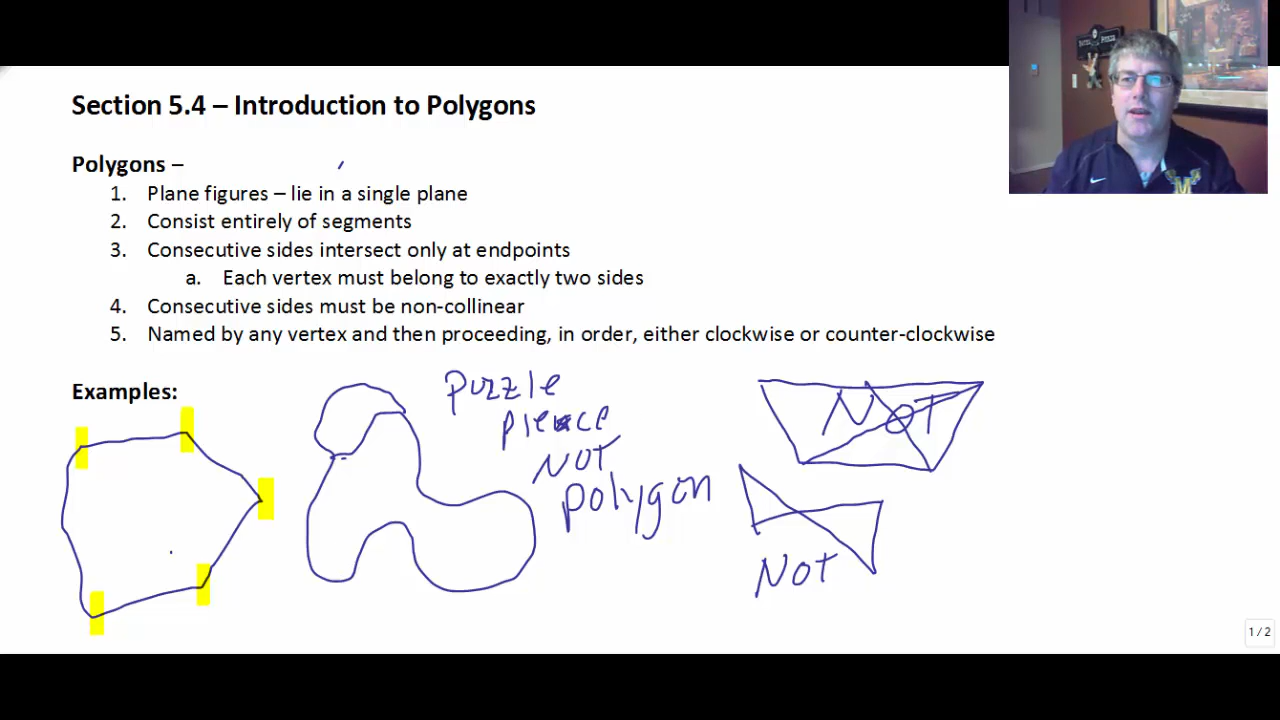 Section 5.4 – Introduction to Polygons
Polygons –
1. Plane figures – lie in a single plane
2. Consist entirely of segments
3. Consecutive sides intersect only at endpoints
a. Each vertex must belong to exactly two sides
4. Consecutive sides must be non-collinear
5. Named by any vertex and then proceeding, in order, either clockwise or counter-clockwise
Examples:
puzzle
piece
NOT
polygon
NOT
NOT
1 / 2
M